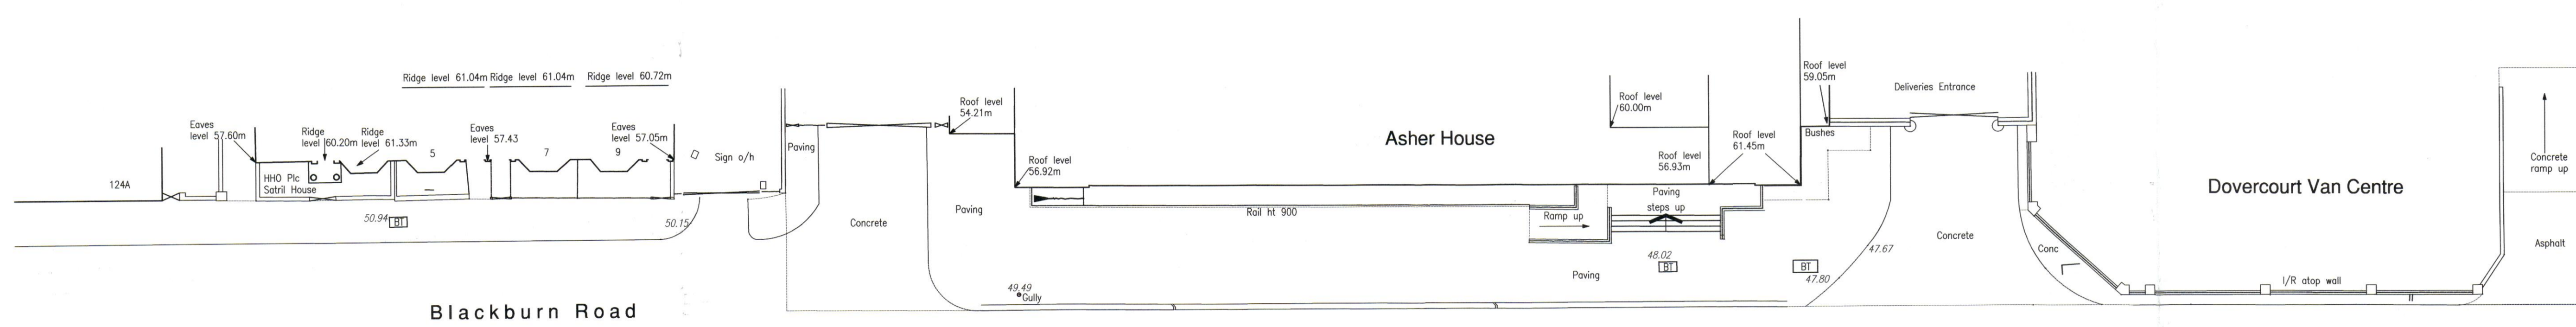 Ridge level 61.04m
Ridge level 61.04m
Ridge level 60.72m
Eaves
level 57.60m
Ridge
level 60.20m
Ridge
level 61.33m
Eaves
level 57.43
Eaves
level 57.05m
5
7
9
124A
HHO Plc
Satril House
Sign o/h
Paving
50.94
BT
50.15
Blackburn Road
Concrete
Roof level
54.21m
Roof level
56.92m
Paving
49.49
Gully
Asher House
Rail ht 900
Ramp up
Roof level
60.00m
Roof level
56.93m
Paving
steps up
Roof level
61.45m
48.02
BT
Paving
BT
47.80
47.67
Roof level
59.05m
Bushes
Deliveries Entrance
Concrete
Conc
Dovercourt Van Centre
I/R atop wall
Concrete
ramp up
Asphalt